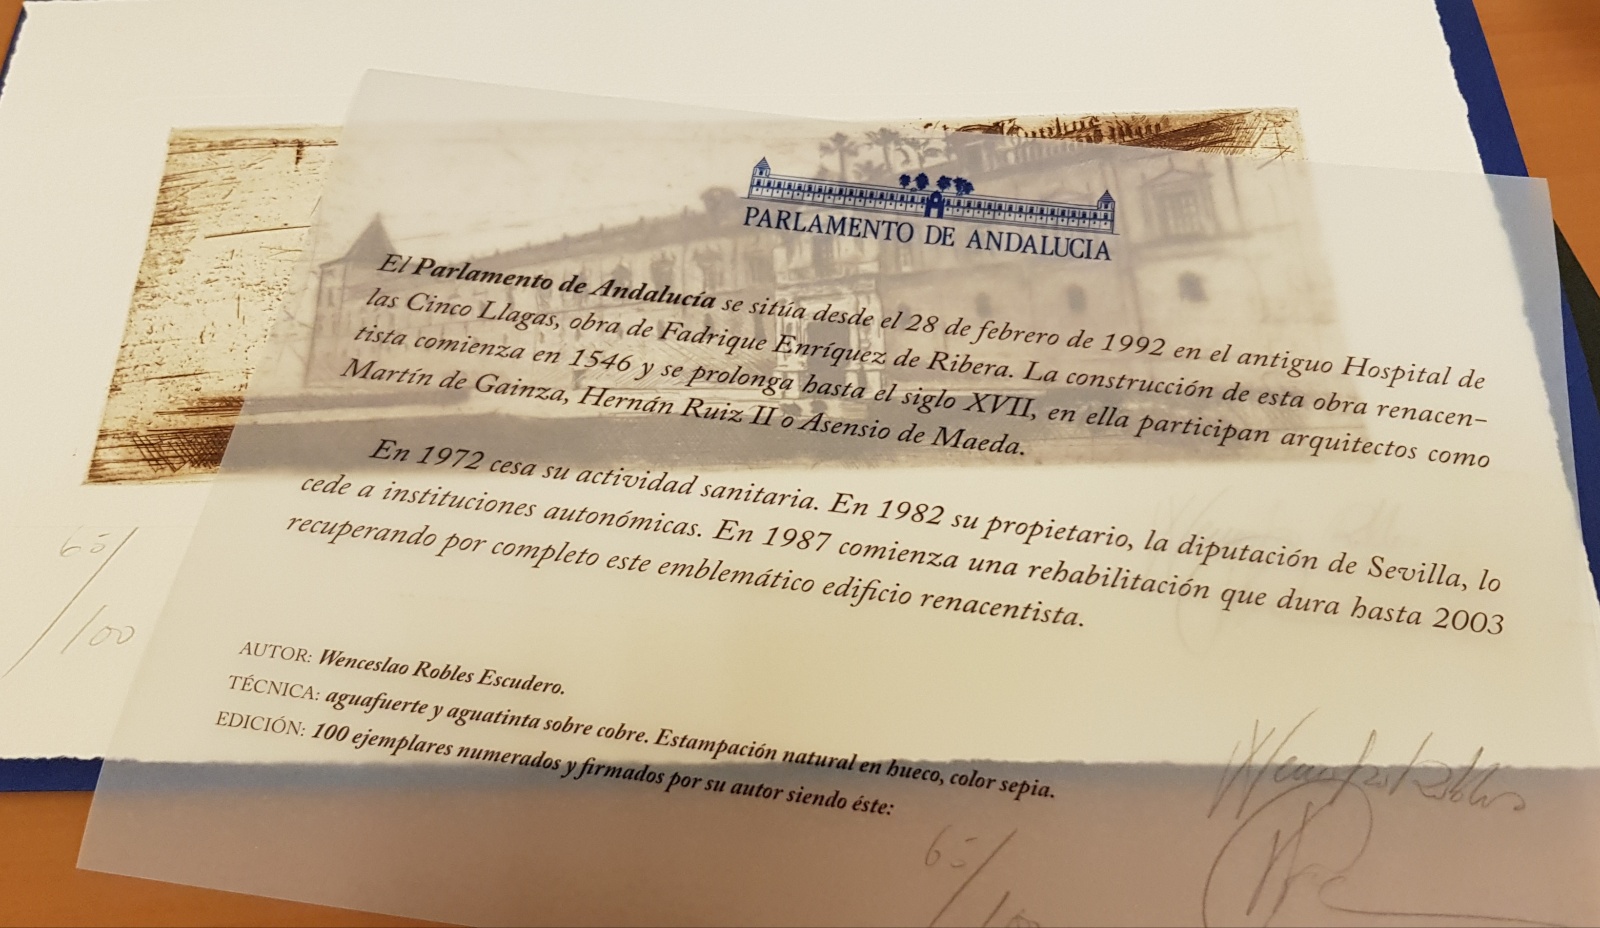 PARLAMENTO DE ANDALUCIA
El Parlamento de Andalucía se sitúa desde el 28 de febrero de 1992 en el antiguo Hospital de
las Cinco Llagas, obra de Fadrique Enríquez de Ribera. La construcción de esta obra renacen-
tista comienza en 1546 y se prolonga hasta el siglo XVII, en ella participan arquitectos como
Martín de Gainza, Hernán Ruiz II o Asensio de Maeda.
En 1972 cesa su actividad sanitaria. En 1982 su propietario, la diputación de Sevilla, lo
cede a instituciones autonómicas. En 1987 comienza una rehabilitación que dura hasta 2003
recuperando por completo este emblemático edificio renacentista.
AUTOR: Wenceslao Robles Escudero.
TÉCNICA: aguafuerte y aguatinta sobre cobre. Estampación natural en hueco, color sepia.
EDICIÓN: 100 ejemplares numerados y firmados por su autor siendo éste:
/100
/100